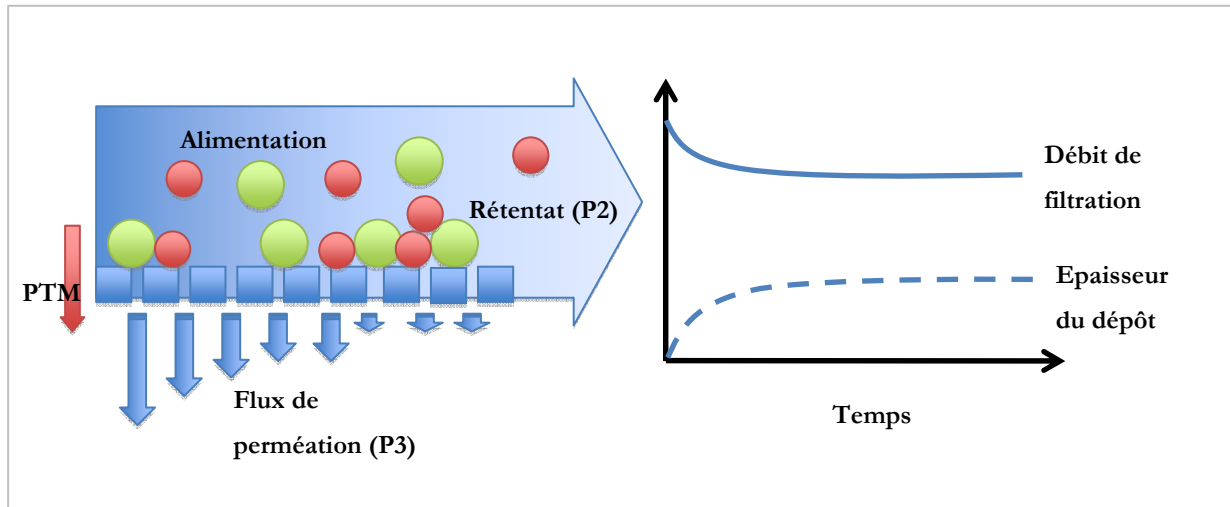 Alimentation
Rétentat (P2)
PTM
Flux de
perméation (P3)
Débit de
filtration
Epaisseur
du dépôt
Temps